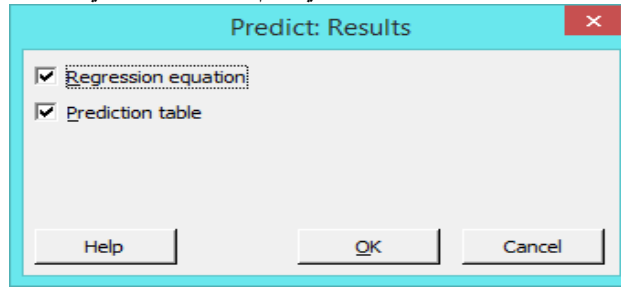 Predict: Results
Regression equation
Prediction table
Help
OK
Cancel